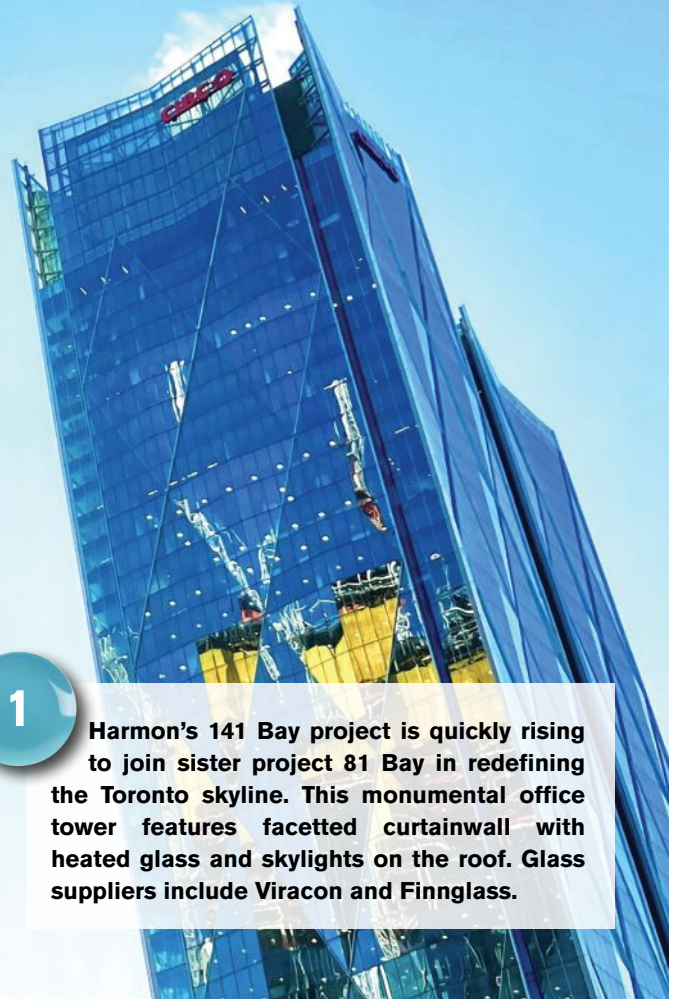 CIBC
1
Harmon's 141 Bay project is quickly rising
to join sister project 81 Bay in redefining
the Toronto skyline. This monumental office
tower features facetted curtainwall with
heated glass and skylights on the roof. Glass
suppliers include Viracon and Finnglass.